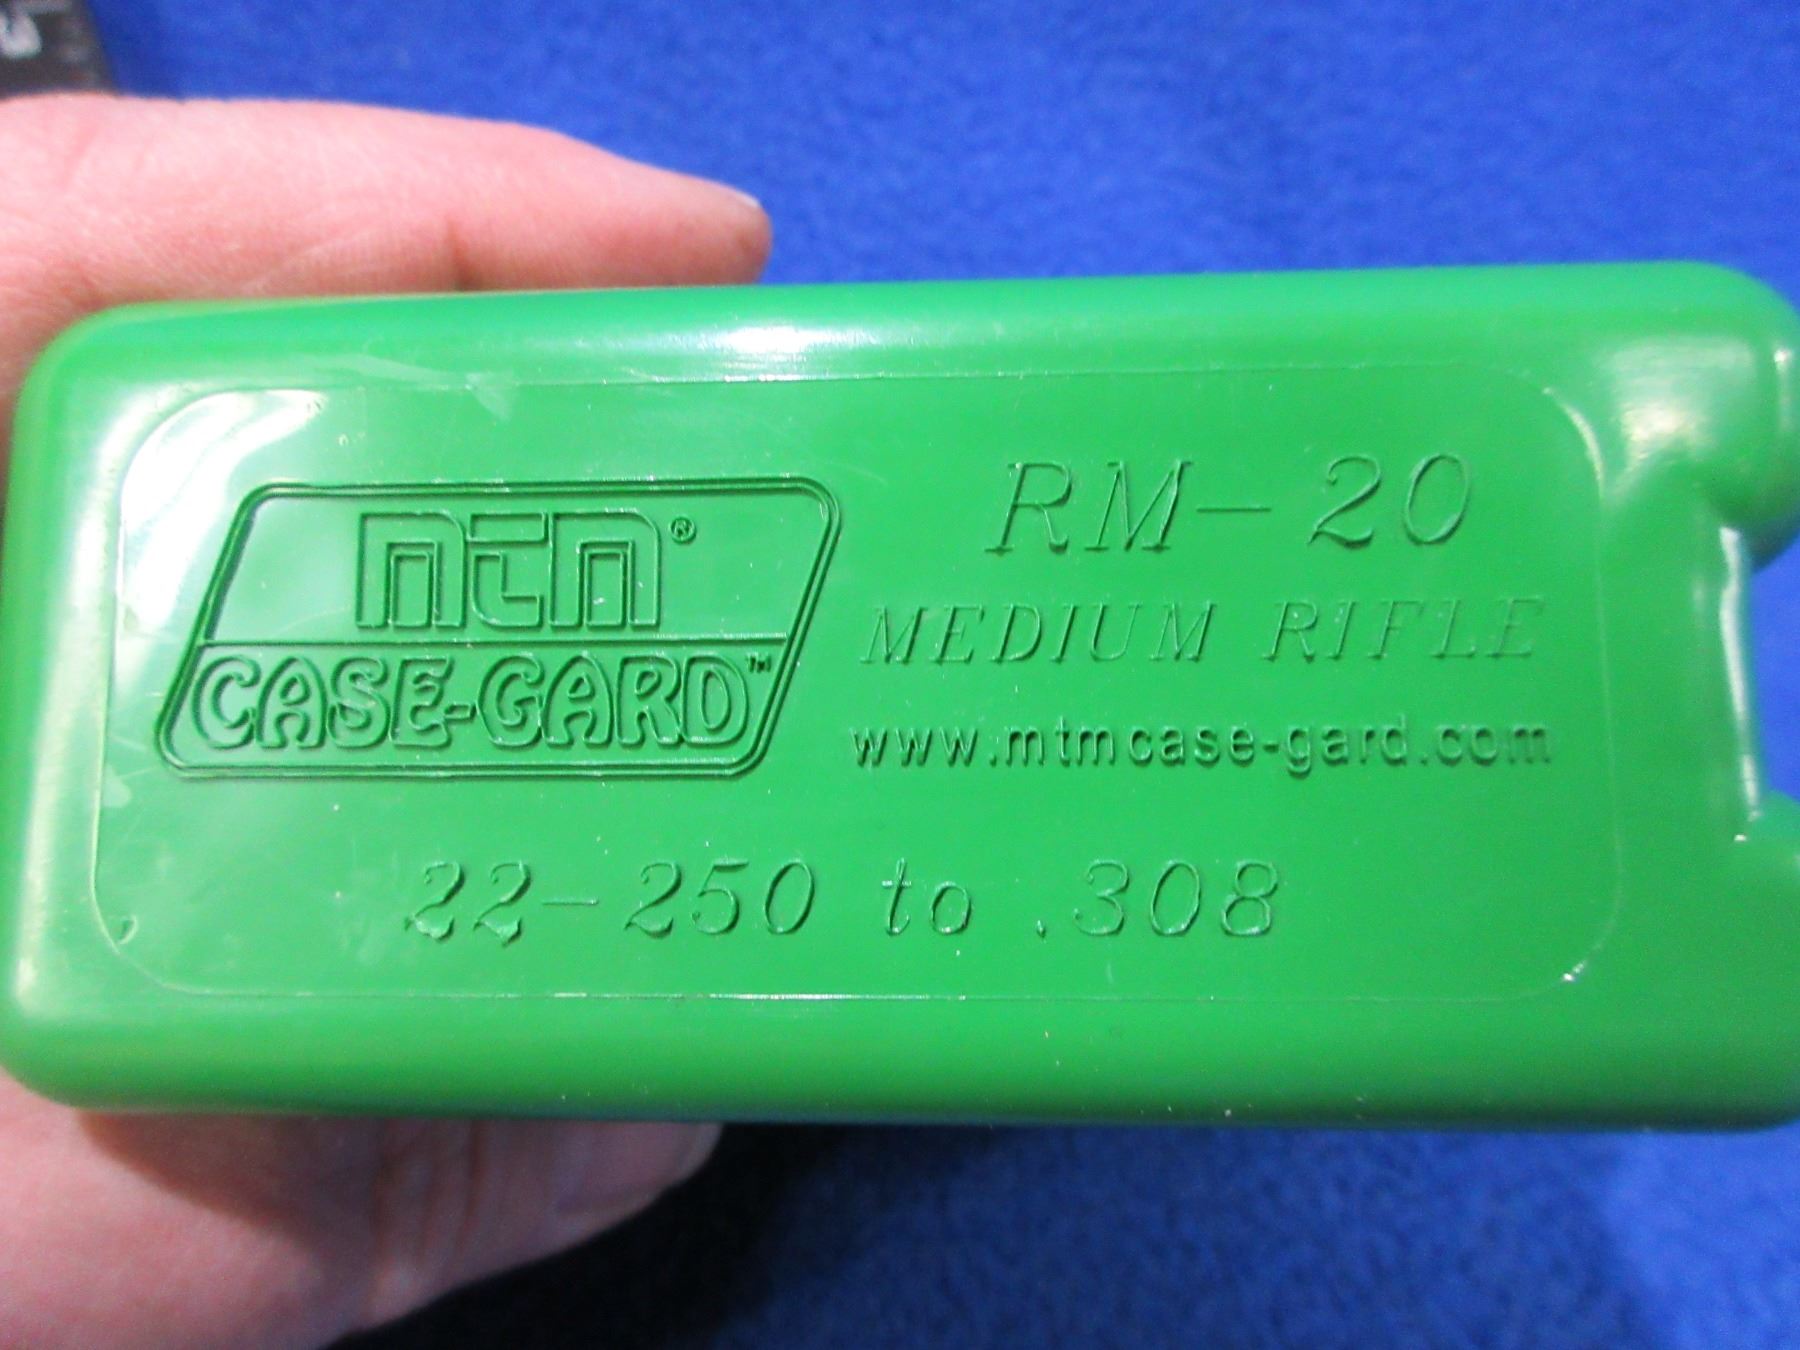 MTM®
CASE-GARD™
RM-20
MEDIUM RIFLE
www.mtmcase-gard.com
22-250 to .308